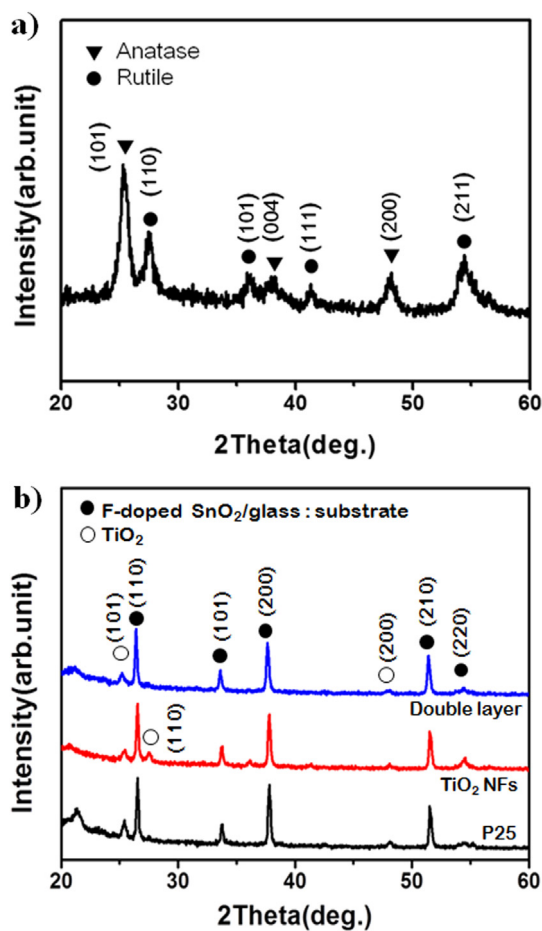 a)
Anatase
Rutile
(101)
(110)
(101)
(004)
(111)
(200)
(211)
Intensity(arb.unit)
20 30 40 50 60
2Theta(deg.)
b)
F-doped SnO₂/glass : substrate
TiO₂
(101)
(110)
(101)
(200)
(200)
(210)
(220)
Double layer
(110)
TiO₂ NFs
P25
Intensity(arb.unit)
20 30 40 50 60
2Theta(deg.)